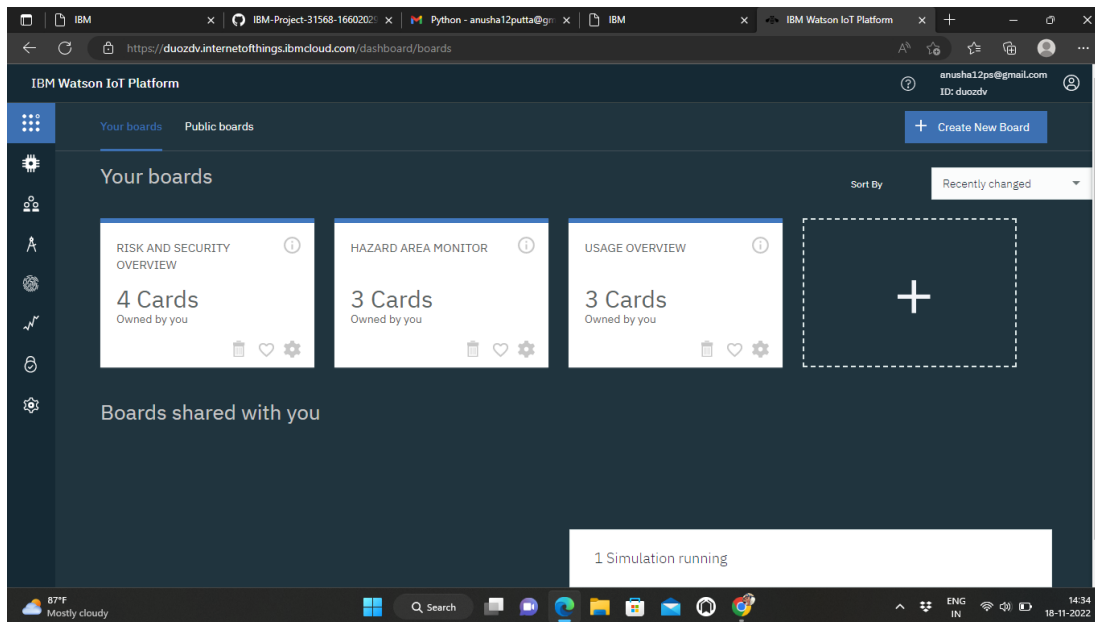 IBM
IBM-Project-31568-1660202
Python - anusha12putta@gm
IBM
IBM Watson IoT Platform
https://duozdv.internetofthings.ibmcloud.com/dashboard/boards
IBM Watson IoT Platform
anusha12ps@gmail.com
ID: duozdv
Your boards
Public boards
Create New Board
Your boards
Sort By
Recently changed
RISK AND SECURITY
OVERVIEW
4 Cards
Owned by you
HAZARD AREA MONITOR
3 Cards
Owned by you
USAGE OVERVIEW
3 Cards
Owned by you
Boards shared with you
1 Simulation running
87°F
Mostly cloudy
Search
ENG
IN
14:34
18-11-2022